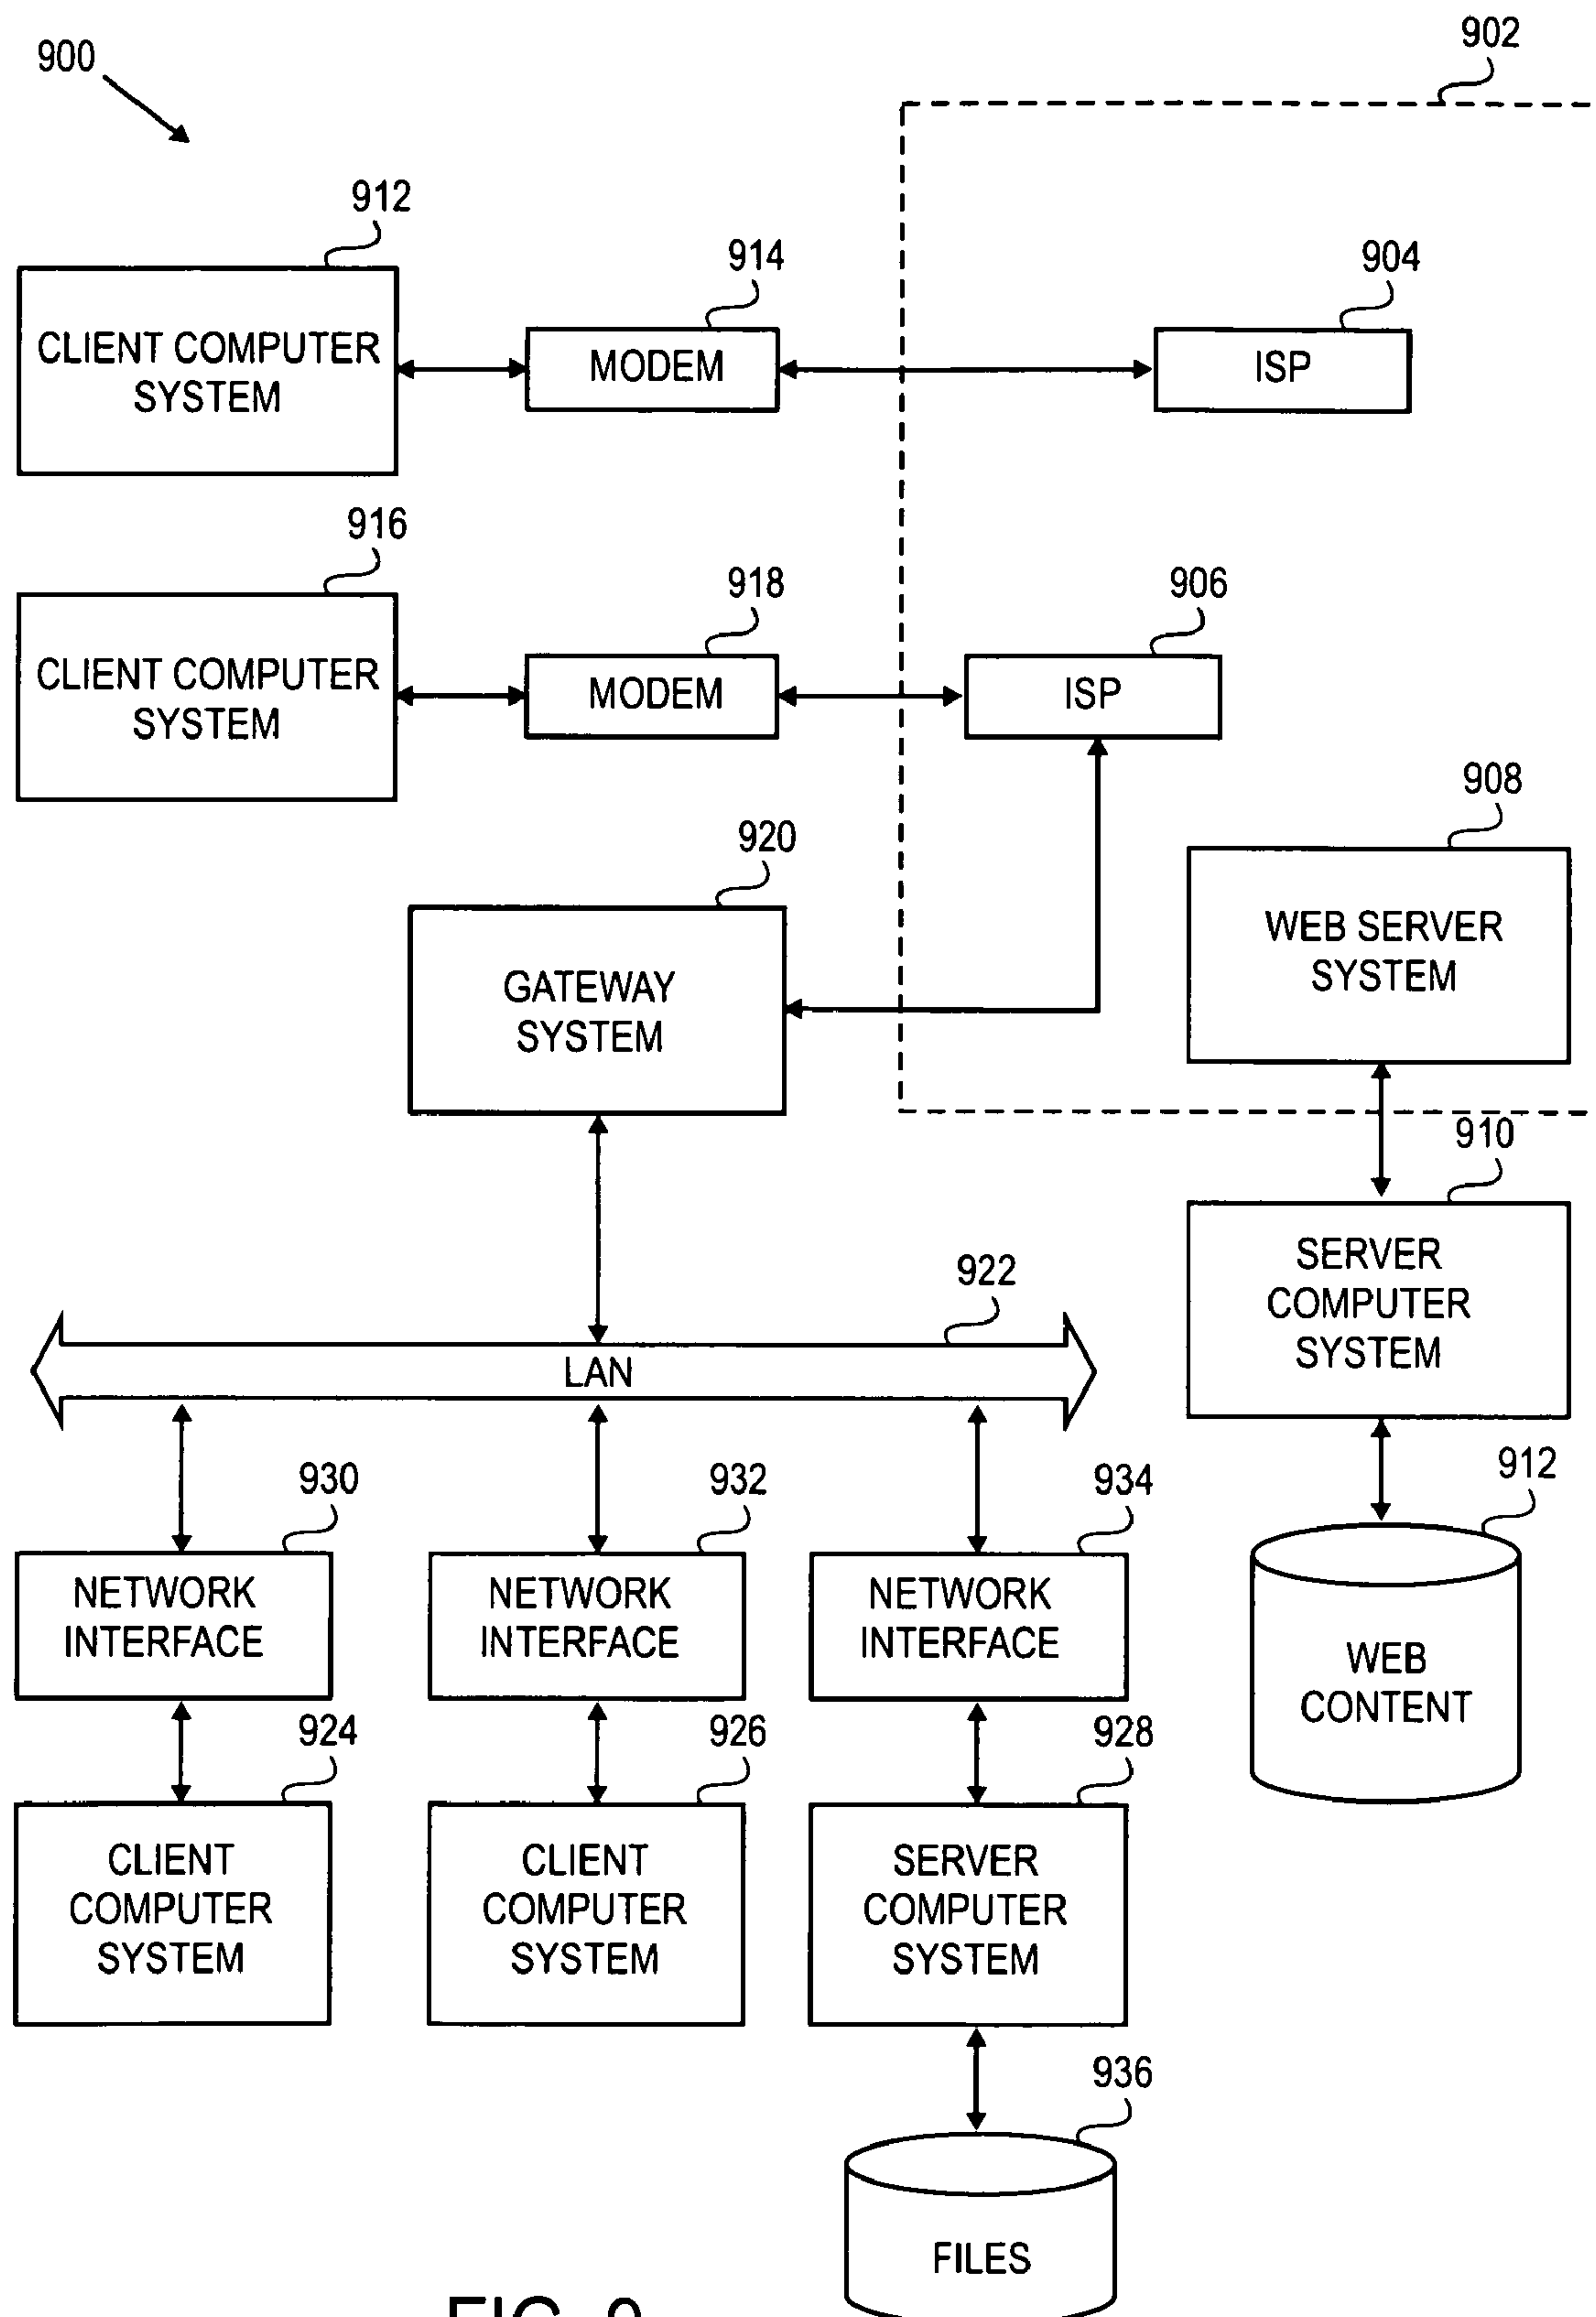 902
900
912
914
904
CLIENT COMPUTER
SYSTEM
MODEM
ISP
916
918
906
CLIENT COMPUTER
SYSTEM
MODEM
ISP
908
920
WEB SERVER
SYSTEM
GATEWAY
SYSTEM
910
SERVER
COMPUTER
SYSTEM
922
LAN
912
930
932
934
NETWORK
INTERFACE
NETWORK
INTERFACE
NETWORK
INTERFACE
WEB
CONTENT
924
926
928
CLIENT
COMPUTER
SYSTEM
CLIENT
COMPUTER
SYSTEM
SERVER
COMPUTER
SYSTEM
936
FILES